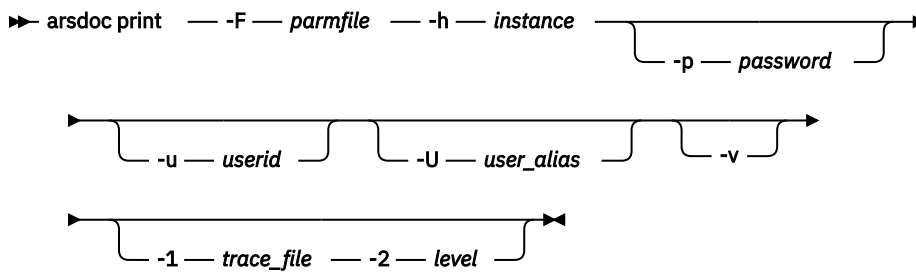 arsdoc print -F parmfile -h instance
-p password
-u userid -U user_alias -v
-1 trace_file -2 level